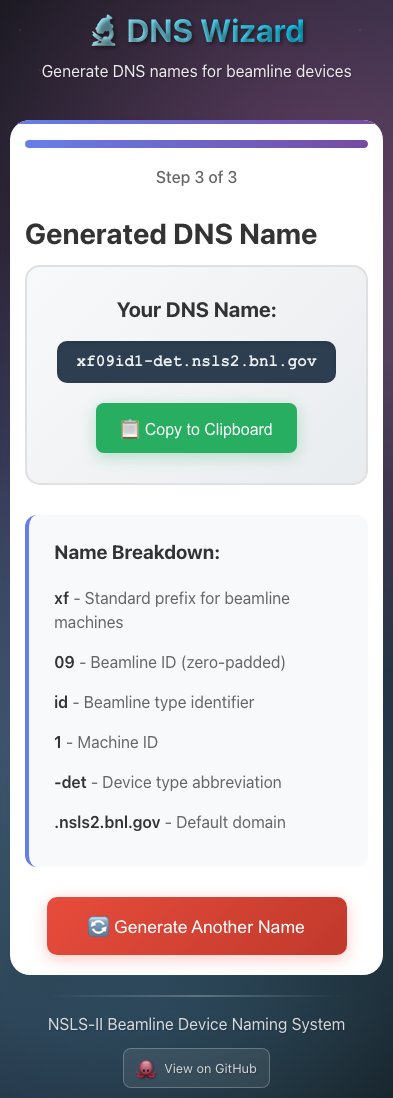 DNS Wizard
Generate DNS names for beamline devices
Step 3 of 3
Generated DNS Name
Your DNS Name:
xf09id1-det.nsls2.bnl.gov
Copy to Clipboard
Name Breakdown:
xf - Standard prefix for beamline
machines
09 - Beamline ID (zero-padded)
id - Beamline type identifier
1 - Machine ID
-det - Device type abbreviation
.nsls2.bnl.gov - Default domain
Generate Another Name
NSLS-II Beamline Device Naming System
View on GitHub